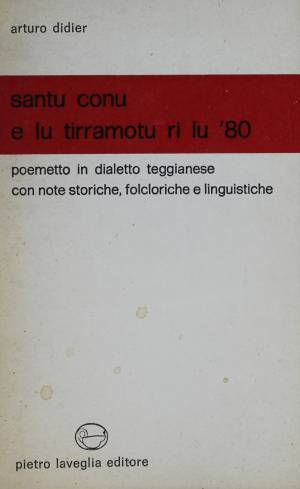 arturo didier
santu conu
e lu tirramotu ri lu '80
poemetto in dialetto teggianese
con note storiche, folcloriche e linguistiche
pietro laveglia editore